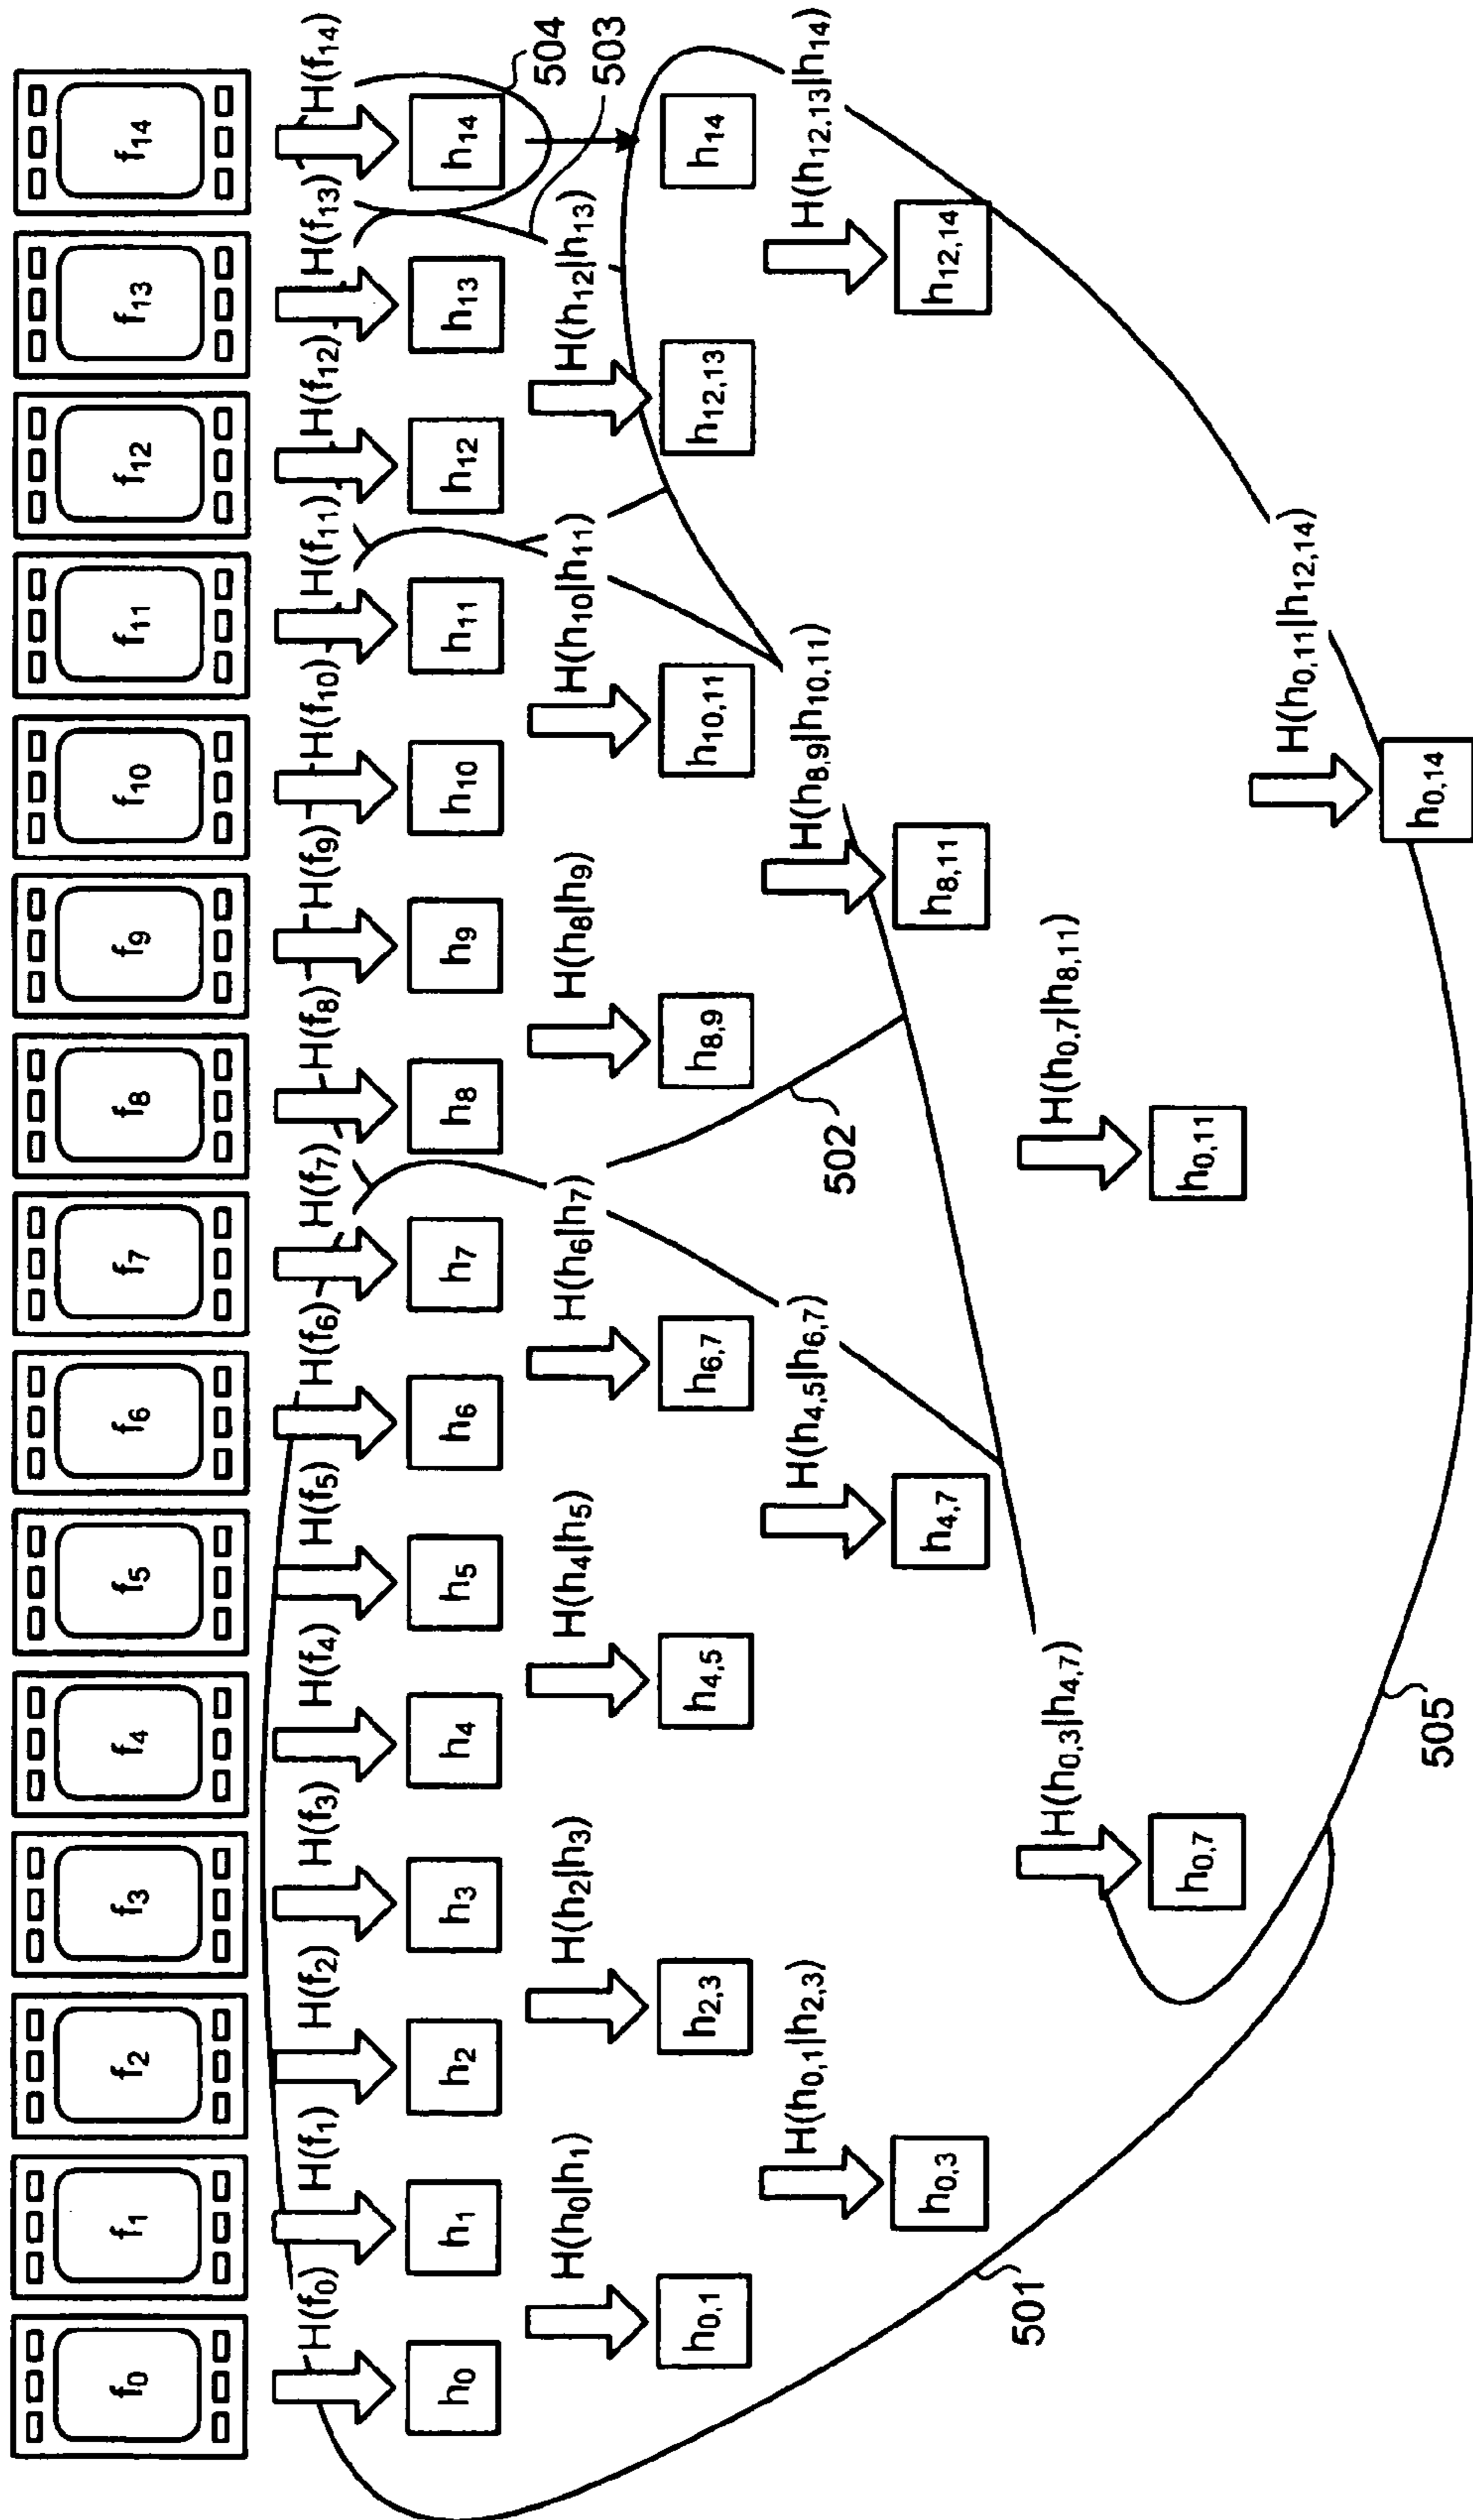 f0
f1
f2
f3
f4
f5
f6
f7
f8
f9
f10
f11
f12
f13
f14
H(f0)
H(f1)
H(f2)
H(f3)
H(f4)
H(f5)
H(f6)
H(f7)
H(f8)
H(f9)
H(f10)
H(f11)
H(f12)
H(f13)
H(f14)
h0
h1
h2
h3
h4
h5
h6
h7
h8
h9
h10
h11
h12
h13
h14
504
503
H(h0|h1)
H(h2|h3)
H(h4|h5)
H(h6|h7)
H(h8|h9)
H(h10|h11)
H(h12|h13)
h0,1
h2,3
h4,5
h6,7
h8,9
h10,11
h12,13
h14
H(h0,1|h2,3)
H(h4,5|h6,7)
502
H(h8,9|h10,11)
H(h12,13|h14)
h0,3
h4,7
h8,11
h12,14
501
H(h0,3|h4,7)
H(h0,7|h8,11)
h0,7
h0,11
H(h0,11|h12,14)
505
h0,14